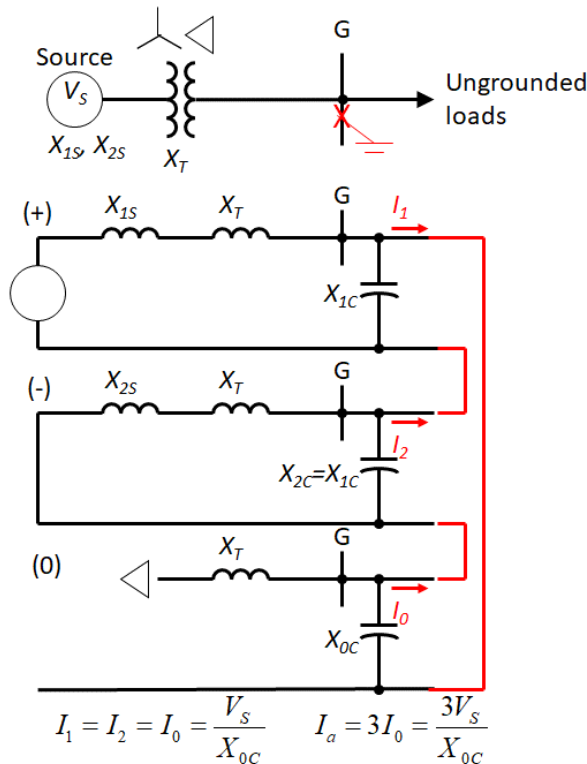 G
Source
V_S
Ungrounded
loads
X_1S, X_2S
X_T
(+)
X_1S
X_T
G
I_1
X_1C
(-)
X_2S
X_T
G
I_2
X_2C=X_1C
(0)
X_T
G
I_0
X_0C
I_1 = I_2 = I_0 = V_S / X_0C    I_a = 3I_0 = 3V_S / X_0C